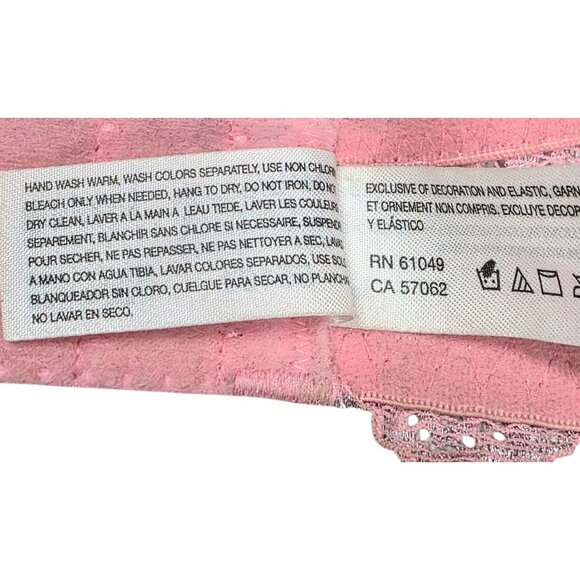 HAND WASH WARM, WASH COLORS SEPARATELY, USE NON CHLORI
BLEACH ONLY WHEN NEEDED, HANG TO DRY, DO NOT IRON, DO NO
DRY CLEAN, LAVER A LA MAIN A LEAU TIEDE, LAVER LES COULEU
SEPAREMENT, BLANCHIR SANS CHLORE SI NECESSAIRE, SUSPEND
POUR SECHER, NE PAS REPASSER, NE PAS NETTOYER A SEC, LAVA
A MANO CON AGUA TIBIA, LAVAR COLORES SEPARADOS, USE SOL
BLANQUEADOR SIN CLORO, CUELGUE PARA SECAR, NO PLANCHA
NO LAVAR EN SECO.
EXCLUSIVE OF DECORATION AND ELASTIC, GARN
ET ORNEMENT NON COMPRIS. EXCLUYE DECOR
Y ELÁSTICO
RN 61049
CA 57062